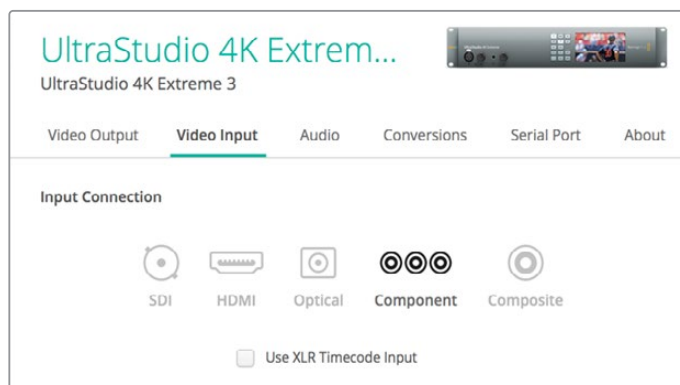 UltraStudio 4K Extrem...
UltraStudio 4K Extreme 3
Video Output Video Input Audio Conversions Serial Port About
Input Connection
SDI HDMI Optical Component Composite
Use XLR Timecode Input